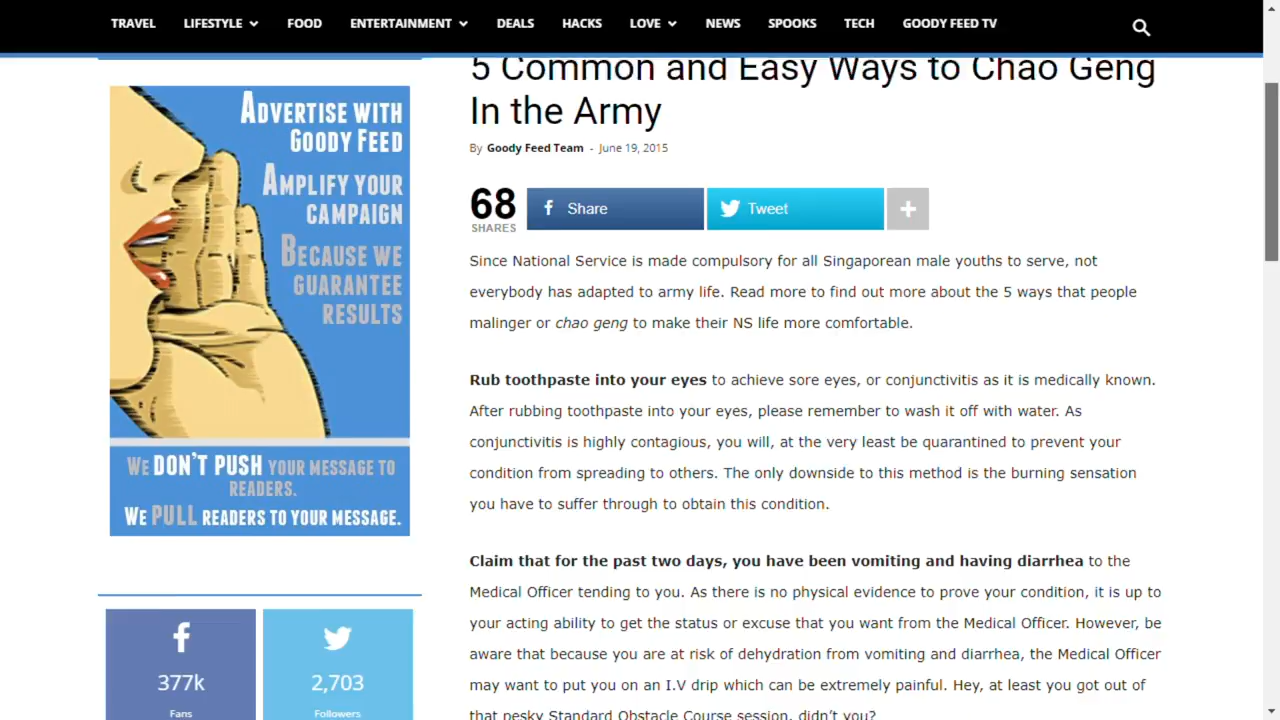 TRAVEL LIFESTYLE FOOD ENTERTAINMENT DEALS HACKS LOVE NEWS SPOOKS TECH GOODY FEED TV
ADVERTISE WITH
GOODY FEED
AMPLIFY YOUR
CAMPAIGN
BECAUSE WE
GUARANTEE
RESULTS
WE DON'T PUSH YOUR MESSAGE TO
READERS.
WE PULL READERS TO YOUR MESSAGE.
377k
Fans
2,703
Followers
5 Common and Easy Ways to Chao Geng
In the Army
By Goody Feed Team - June 19, 2015
68
SHARES
Share
Tweet
Since National Service is made compulsory for all Singaporean male youths to serve, not
everybody has adapted to army life. Read more to find out more about the 5 ways that people
malinger or chao geng to make their NS life more comfortable.
Rub toothpaste into your eyes to achieve sore eyes, or conjunctivitis as it is medically known.
After rubbing toothpaste into your eyes, please remember to wash it off with water. As
conjunctivitis is highly contagious, you will, at the very least be quarantined to prevent your
condition from spreading to others. The only downside to this method is the burning sensation
you have to suffer through to obtain this condition.
Claim that for the past two days, you have been vomiting and having diarrhea to the
Medical Officer tending to you. As there is no physical evidence to prove your condition, it is up to
your acting ability to get the status or excuse that you want from the Medical Officer. However, be
aware that because you are at risk of dehydration from vomiting and diarrhea, the Medical Officer
may want to put you on an I.V drip which can be extremely painful. Hey, at least you got out of
that pesky Standard Obstacle Course session, didn't you?